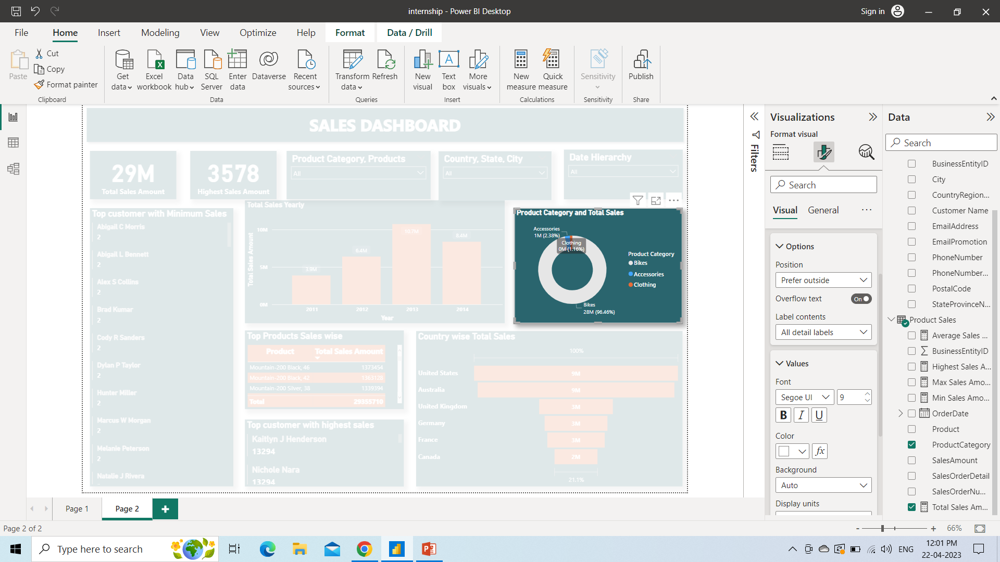 internship - Power BI Desktop
Sign in
File Home Insert Modeling View Optimize Help Format Data / Drill
Paste
Cut
Copy
Format painter
Clipboard
Get data
Excel workbook
Data hub
SQL Server
Enter data
Dataverse
Recent sources
Data
Transform data
Refresh
Queries
New visual
Text box
More visuals
Insert
New measure
Quick measure
Calculations
Sensitivity
Sensitivity
Publish
Share
SALES DASHBOARD
29M
Total Sales Amount
3578
Highest Sales Amount
Product Category, Products
All
Country, State, City
All
Date Hierarchy
All
Top customer with Minimum Sales
Abigail C Morris
2
Abigail L Bennett
2
Alex S Collins
2
Brad Kumar
2
Cody R Sanders
2
Dylan P Taylor
2
Hunter Miller
2
Marcus W Morgan
2
Melanie Peterson
2
Natalie J Rivera
Total Sales Yearly
Total Sales Amount
10M
5M
0M
3.9M
6.4M
10.7M
8.4M
2011 2012 2013 2014
Year
Product Category and Total Sales
Accessories
1M (2.38%)
Clothing
0M (1.16%)
Bikes
28M (96.46%)
Product Category
Bikes
Accessories
Clothing
Top Products Sales wise
Product Total Sales Amount
Mountain-200 Black, 46 1373454
Mountain-200 Black, 42 1363128
Mountain-200 Silver, 38 1339394
Total 29355710
Top customer with highest sales
Kaitlyn J Henderson
13294
Nichole Nara
13294
Country wise Total Sales
100%
United States 9M
Australia 9M
United Kingdom 3M
Germany 3M
France 3M
Canada 2M
21.1%
Filters
Visualizations
Format visual
Search
Visual General
Options
Position
Prefer outside
Overflow text On
Label contents
All detail labels
Values
Font
Segoe UI 9
B I U
Color
fx
Background
Auto
Display units
Data
Search
BusinessEntityID
City
CountryRegion...
Customer Name
EmailAddress
EmailPromotion
PhoneNumber
PhoneNumber...
PostalCode
StateProvinceN...
Product Sales
Average Sales ...
BusinessEntityID
Highest Sales A...
Max Sales Amo...
Min Sales Amo...
OrderDate
Product
ProductCategory
SalesAmount
SalesOrderDetail
SalesOrderNu...
Total Sales Am...
Page 1 Page 2 +
Page 2 of 2
- + 66%
Type here to search
ENG
12:01 PM
22-04-2023